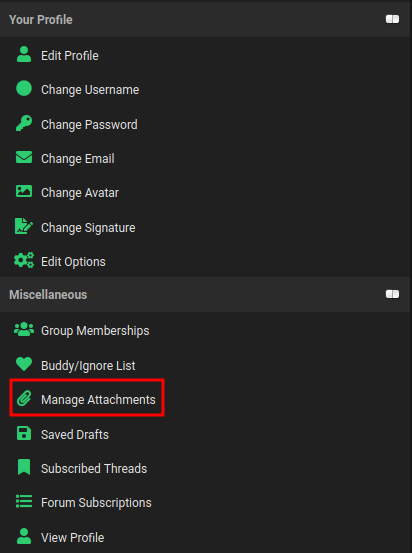 Your Profile
Edit Profile
Change Username
Change Password
Change Email
Change Avatar
Change Signature
Edit Options
Miscellaneous
Group Memberships
Buddy/Ignore List
Manage Attachments
Saved Drafts
Subscribed Threads
Forum Subscriptions
View Profile